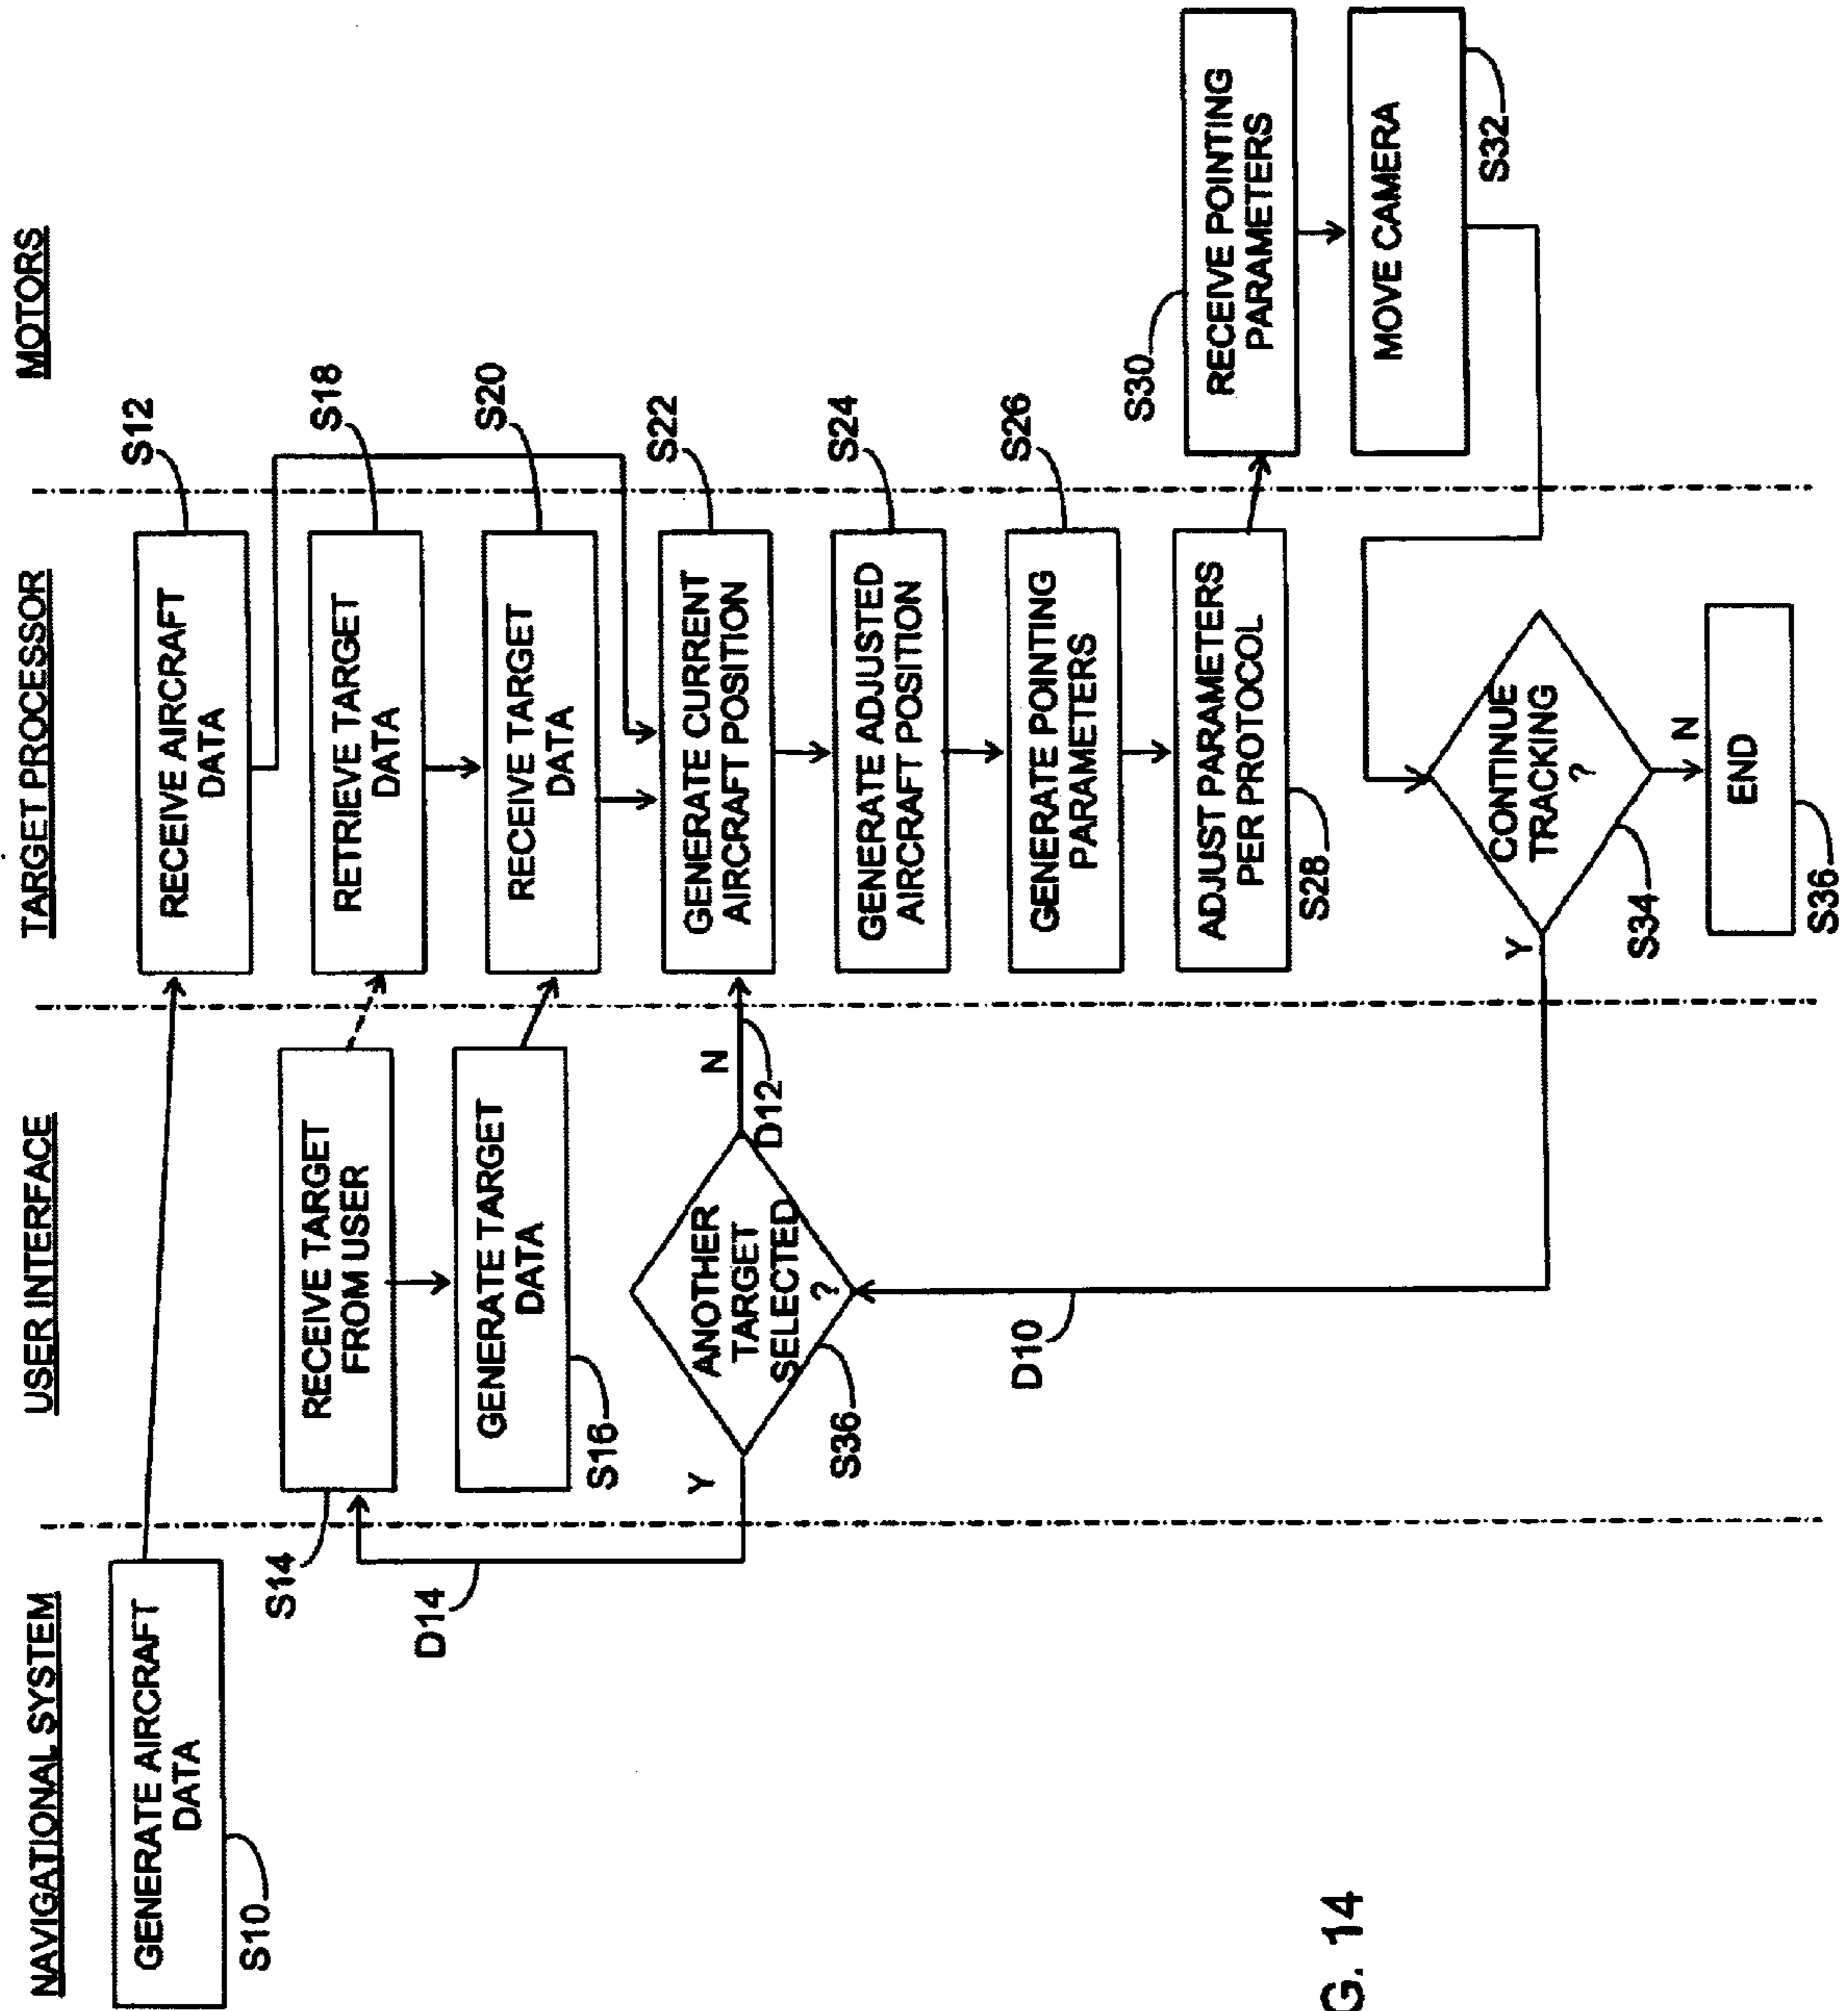 NAVIGATIONAL SYSTEM
USER INTERFACE
TARGET PROCESSOR
MOTORS
GENERATE AIRCRAFT
DATA
S10
RECEIVE AIRCRAFT
DATA
S12
S14
RECEIVE TARGET
FROM USER
RETRIEVE TARGET
DATA
S18
GENERATE TARGET
DATA
S16
RECEIVE TARGET
DATA
S20
D14
Y
ANOTHER
TARGET
SELECTED
?
S36
N
D12
GENERATE CURRENT
AIRCRAFT POSITION
S22
GENERATE ADJUSTED
AIRCRAFT POSITION
S24
GENERATE POINTING
PARAMETERS
S26
ADJUST PARAMETERS
PER PROTOCOL
S28
S30
RECEIVE POINTING
PARAMETERS
MOVE CAMERA
S32
D10
Y
CONTINUE
TRACKING
?
S34
N
END
S36
G. 14